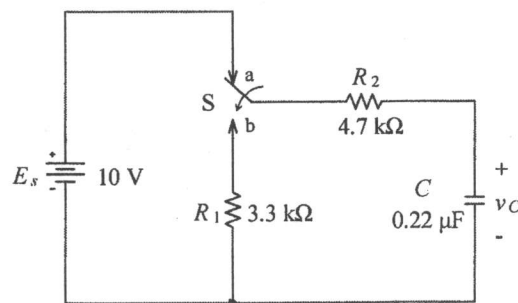 a
R2
S
b
4.7 kΩ
+
Es
-
10 V
R1
3.3 kΩ
C
0.22 μF
+
vC
-